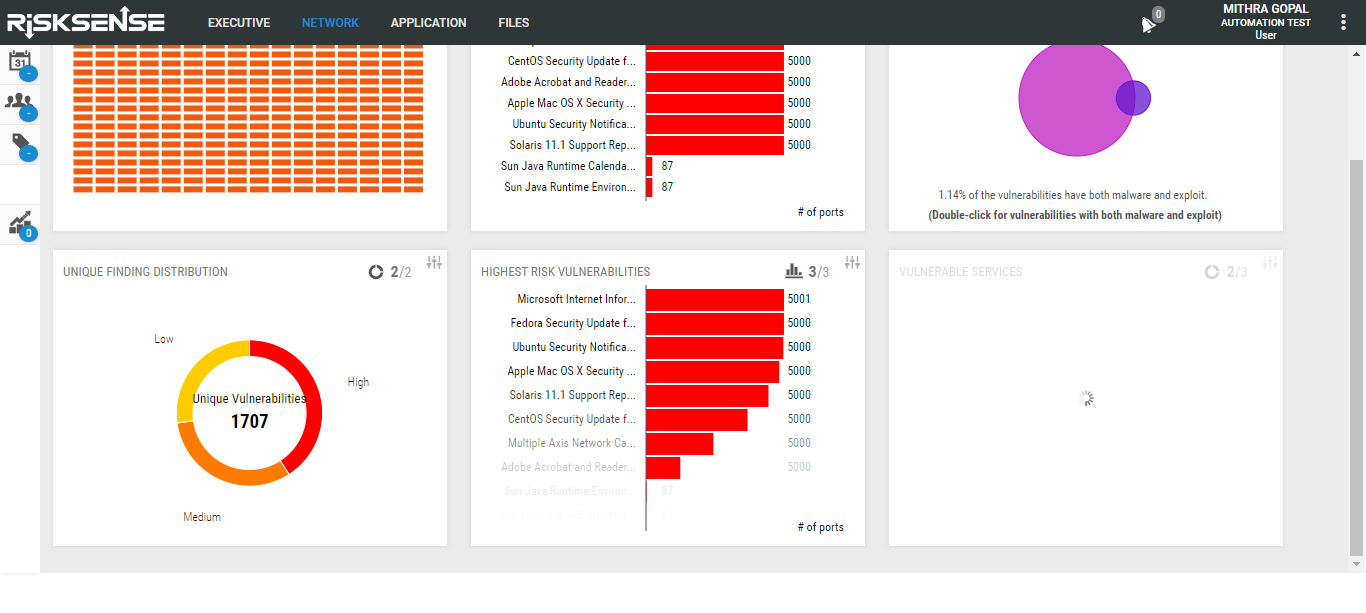 RiSKSENSE
EXECUTIVE
NETWORK
APPLICATION
FILES
0
MITHRA GOPAL
AUTOMATION TEST
User
31
-
-
-
0
CentOS Security Update f... 5000
Adobe Acrobat and Reader... 5000
Apple Mac OS X Security ... 5000
Ubuntu Security Notifica... 5000
Solaris 11.1 Support Rep... 5000
Sun Java Runtime Calenda... 87
Sun Java Runtime Environ... 87
# of ports
1.14% of the vulnerabilities have both malware and exploit.
(Double-click for vulnerabilities with both malware and exploit)
UNIQUE FINDING DISTRIBUTION 2/2
Low
High
Unique Vulnerabilities
1707
Medium
HIGHEST RISK VULNERABILITIES 3/3
Microsoft Internet Infor... 5001
Fedora Security Update f... 5000
Ubuntu Security Notifica... 5000
Apple Mac OS X Security ... 5000
Solaris 11.1 Support Rep... 5000
CentOS Security Update f... 5000
Multiple Axis Network Ca... 5000
Adobe Acrobat and Reader... 5000
Sun Java Runtime Environ... 87
# of ports
VULNERABLE SERVICES 2/3